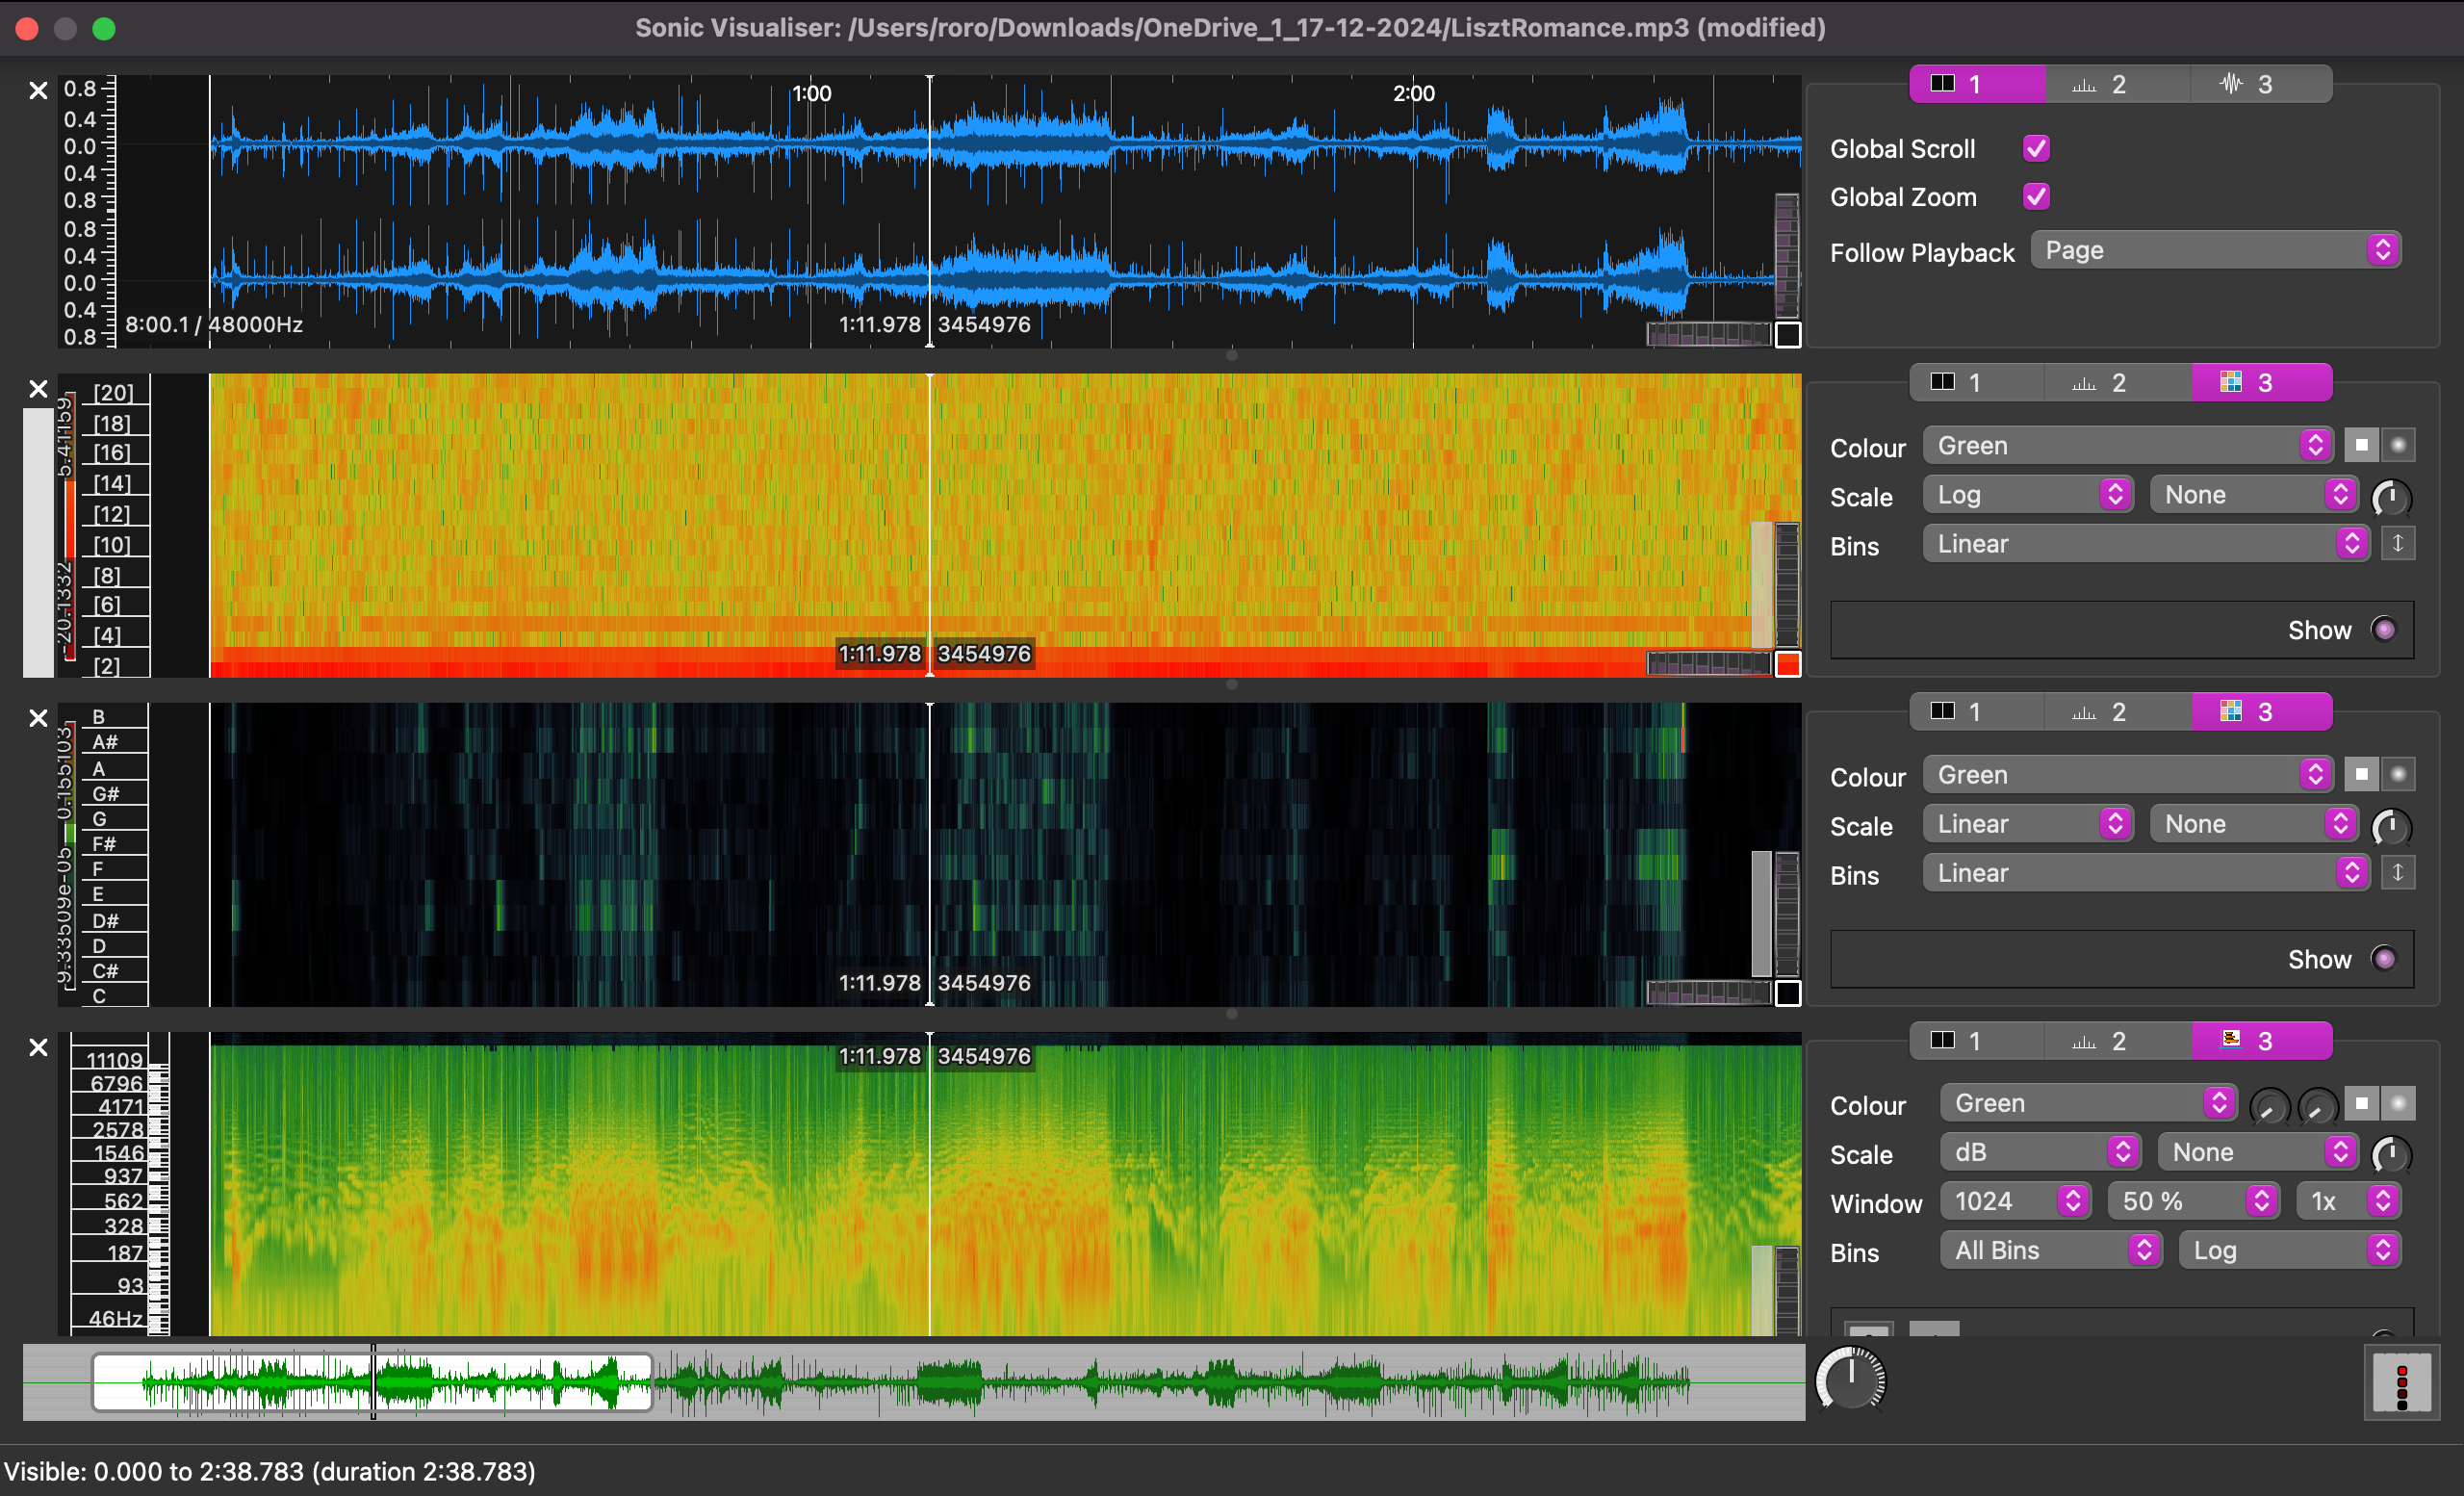 Sonic Visualiser: /Users/roro/Downloads/OneDrive_1_17-12-2024/LisztRomance.mp3 (modified)
0.8
0.4
0.0
0.4
0.8
0.8
0.4
0.0
0.4
0.8
1:00
2:00
8:00.1 / 48000Hz
1:11.978 3454976
1 2 3
Global Scroll
Global Zoom
Follow Playback Page
5.41159
-20.1332
[20]
[18]
[16]
[14]
[12]
[10]
[8]
[6]
[4]
[2]
1:11.978 3454976
1 2 3
Colour Green
Scale Log None
Bins Linear
Show
0.155103
9.33509e-05
B
A#
A
G#
G
F#
F
E
D#
D
C#
C
1:11.978 3454976
1 2 3
Colour Green
Scale Linear None
Bins Linear
Show
11109
6796
4171
2578
1546
937
562
328
187
93
46Hz
1:11.978 3454976
1 2 3
Colour Green
Scale dB None
Window 1024 50 % 1x
Bins All Bins Log
Visible: 0.000 to 2:38.783 (duration 2:38.783)